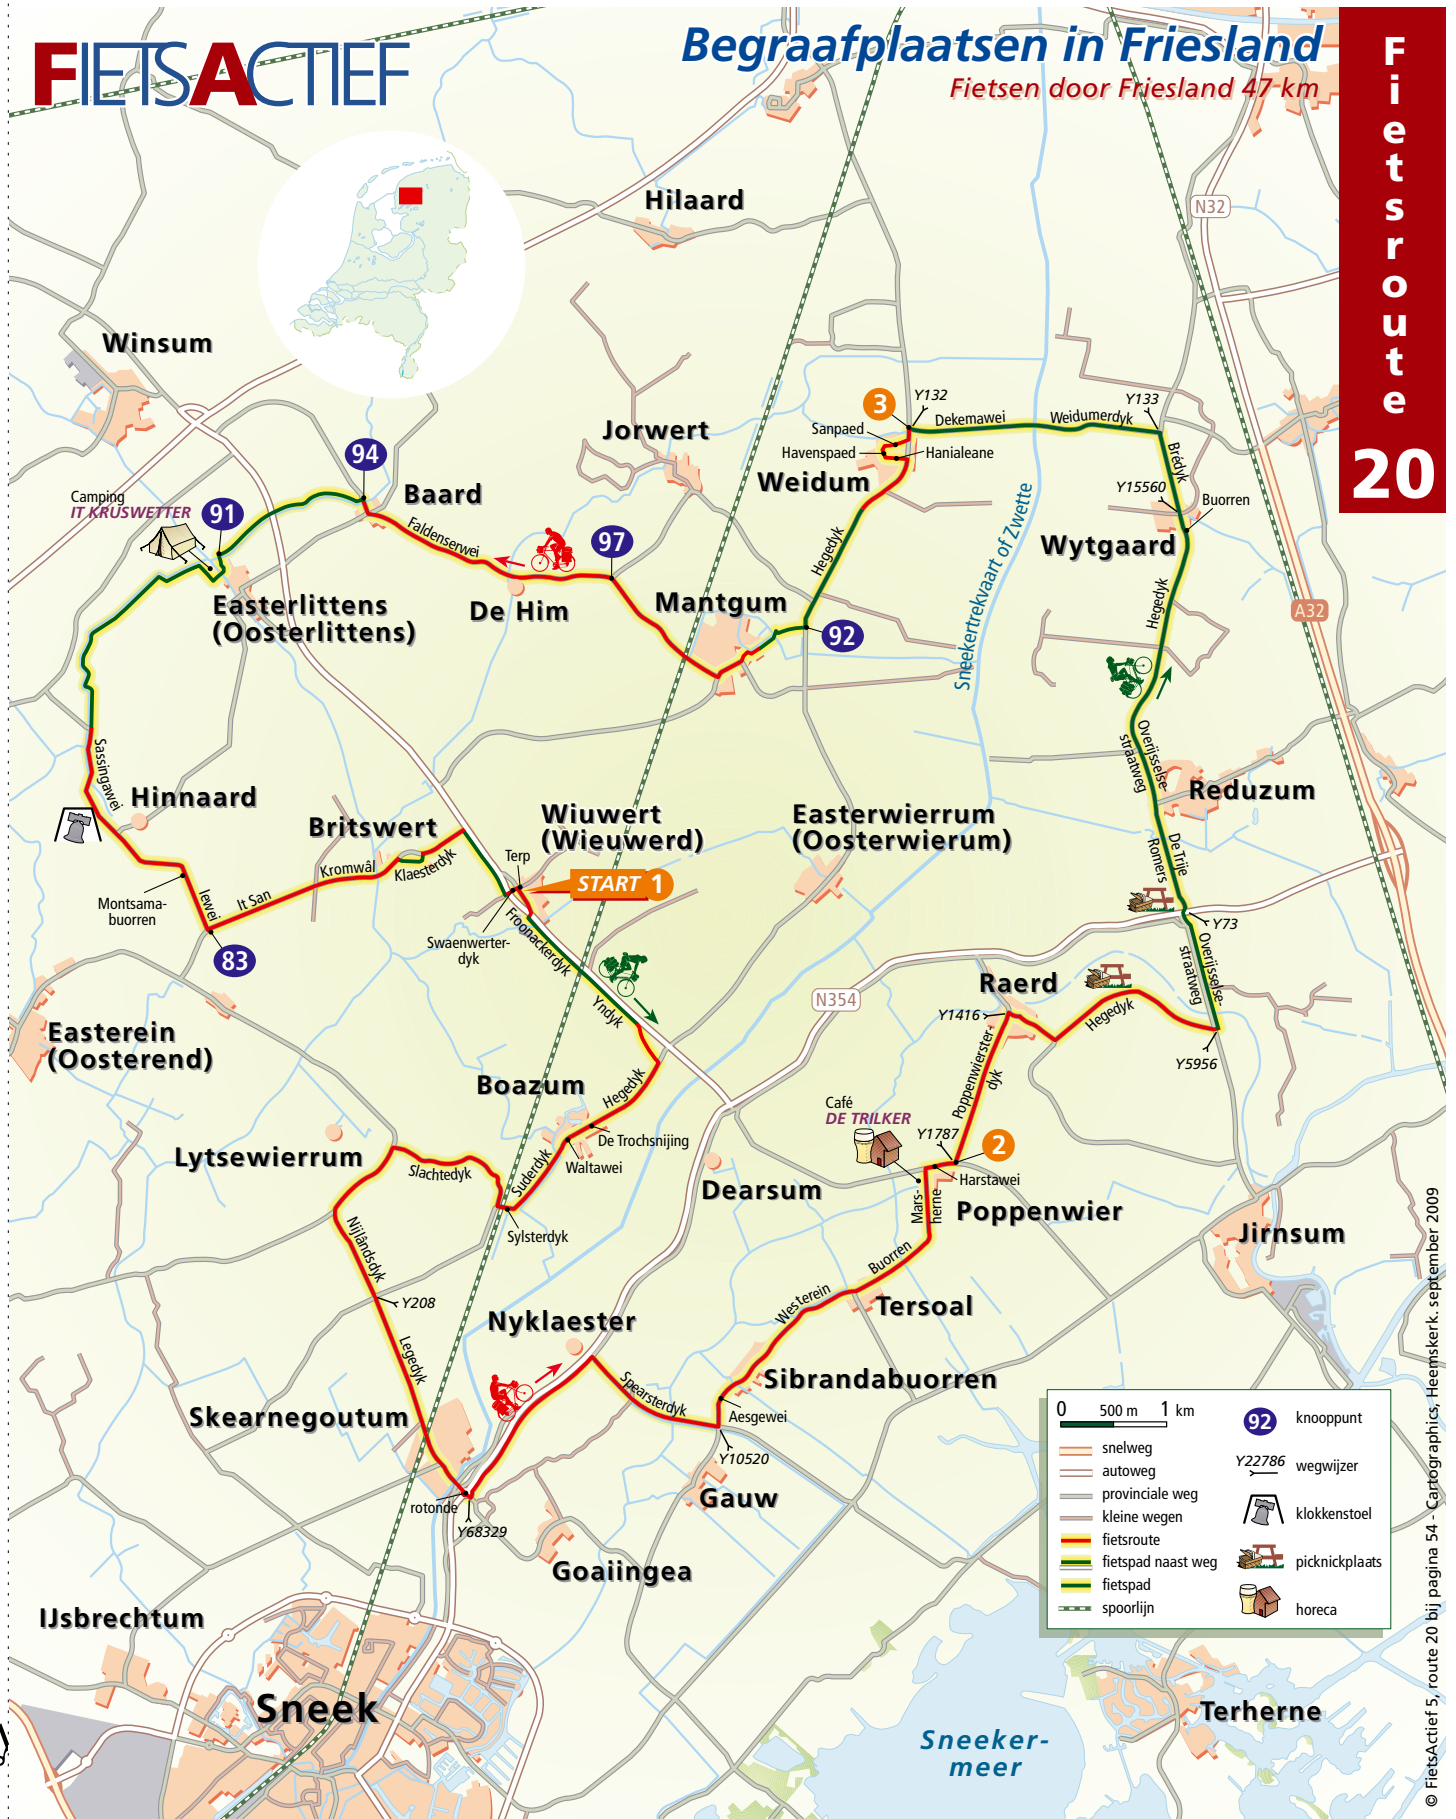 FIETSACTIEF
Begraafplaatsen in Friesland
Fietsen door Friesland 47 km
Fietsroute
20
N32
Hilaard
Winsum
Jorwert
94
Baard
Camping
IT KRUSWETTER
91
Faldenserwei
97
De Him
Easterlittens
(Oosterlittens)
Mantgum
92
3
Y132
Sanpaed
Havenspaed
Hanialeane
Weidum
Dekemawei
Weidumerdyk
Y133
Brédyk
Y15560
Buorren
Wytgaard
Hegedyk
Hegedyk
Sneekertrekvaart of Zwette
A32
Overijsselse-
straatweg
Reduzum
De Trije
Romers
Y73
Overijsselse-
straatweg
Y5956
Sassingawei
Hinnaard
Britswert
Kromwâl
Klaesterdyk
It San
Iewei
Montsama-
buorren
83
Wiuwert
(Wieuwerd)
Terp
START 1
Swaenwerter-
dyk
Froonackerdyk
Yndyk
Easterwierrum
(Oosterwierum)
N354
Raerd
Y1416
Hegedyk
Poppenwierster-
dyk
Easterein
(Oosterend)
Boazum
Hegedyk
De Trochsnijing
Waltawei
Suderdyk
Sylsterdyk
Lytsewierrum
Slachtedyk
Nijlândsdyk
Y208
Legedyk
Café
DE TRILKER
Y1787
2
Harstawei
Mars-
herne
Poppenwier
Dearsum
Buorren
Tersoal
Westerein
Jirnsum
Nyklaester
Spearsterdyk
Sibrandabuorren
Aesgewei
Y10520
Gauw
Skearnegoutum
rotonde
Y68329
Goaiingea
IJsbrechtum
Sneek
Sneeker-
meer
Terherne
0 500 m 1 km
snelweg
autoweg
provinciale weg
kleine wegen
fietsroute
fietspad naast weg
fietspad
spoorlijn
92 knooppunt
Y22786 wegwijzer
klokkenstoel
picknickplaats
horeca
© FietsActief 5, route 20 bij pagina 54 - Cartographics, Heemskerk. september 2009